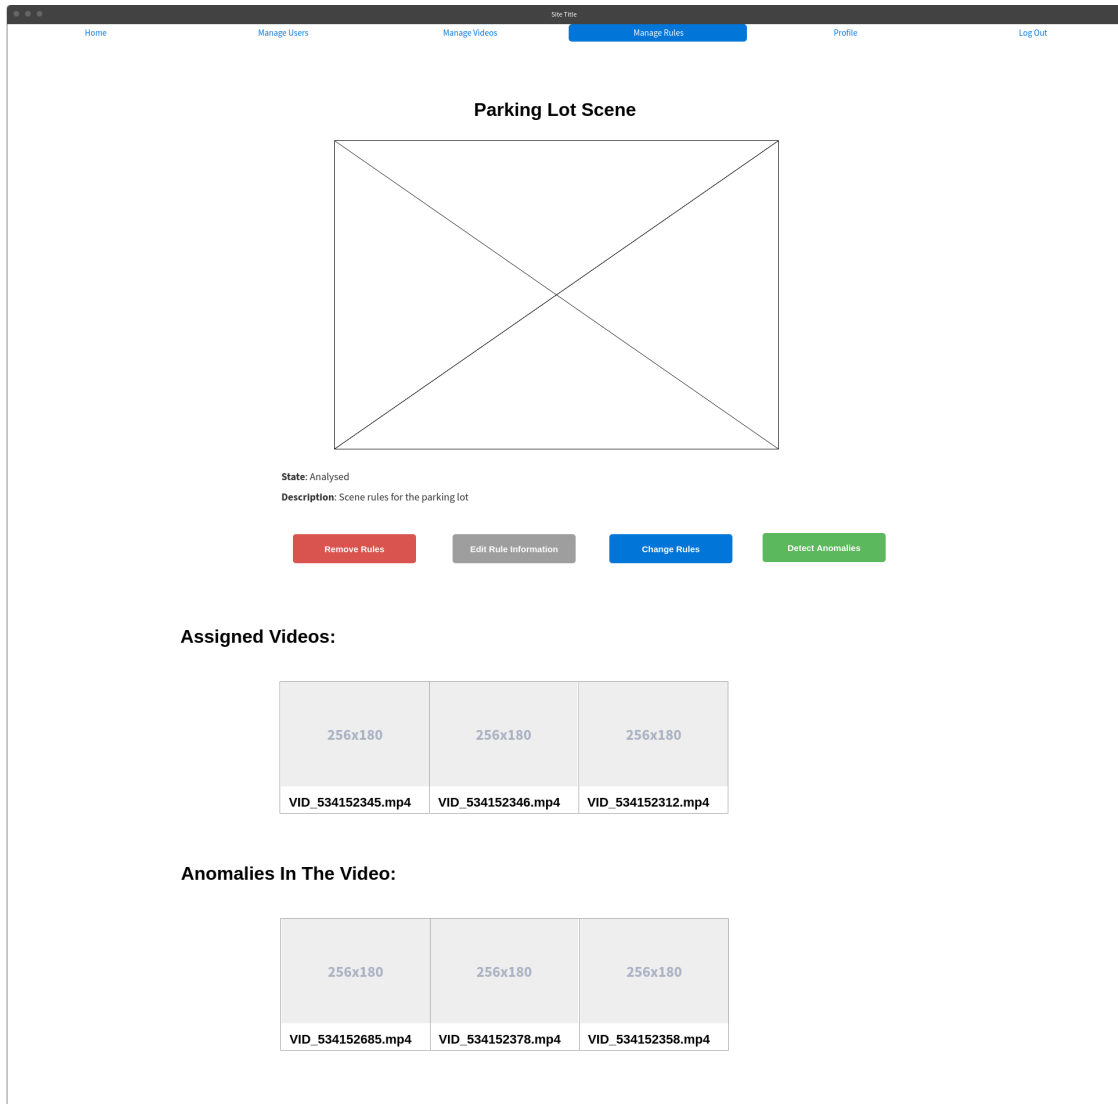 Site Title
Home Manage Users Manage Videos Manage Rules Profile Log Out
Parking Lot Scene
State: Analysed
Description: Scene rules for the parking lot
Remove Rules Edit Rule Information Change Rules Detect Anomalies
Assigned Videos:
256x180 256x180 256x180
VID_534152345.mp4 VID_534152346.mp4 VID_534152312.mp4
Anomalies In The Video:
256x180 256x180 256x180
VID_534152685.mp4 VID_534152378.mp4 VID_534152358.mp4